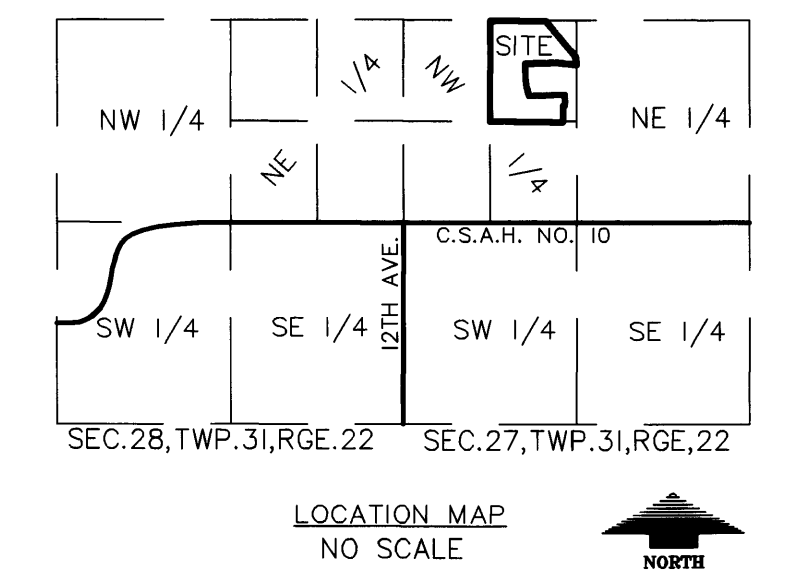 SITE
1/4
NW
NW 1/4
NE 1/4
NE
1/4
C.S.A.H. NO. 10
12TH AVE.
SW 1/4
SE 1/4
SW 1/4
SE 1/4
SEC.28,TWP.31,RGE.22
SEC.27,TWP.31,RGE,22
LOCATION MAP
NO SCALE
NORTH